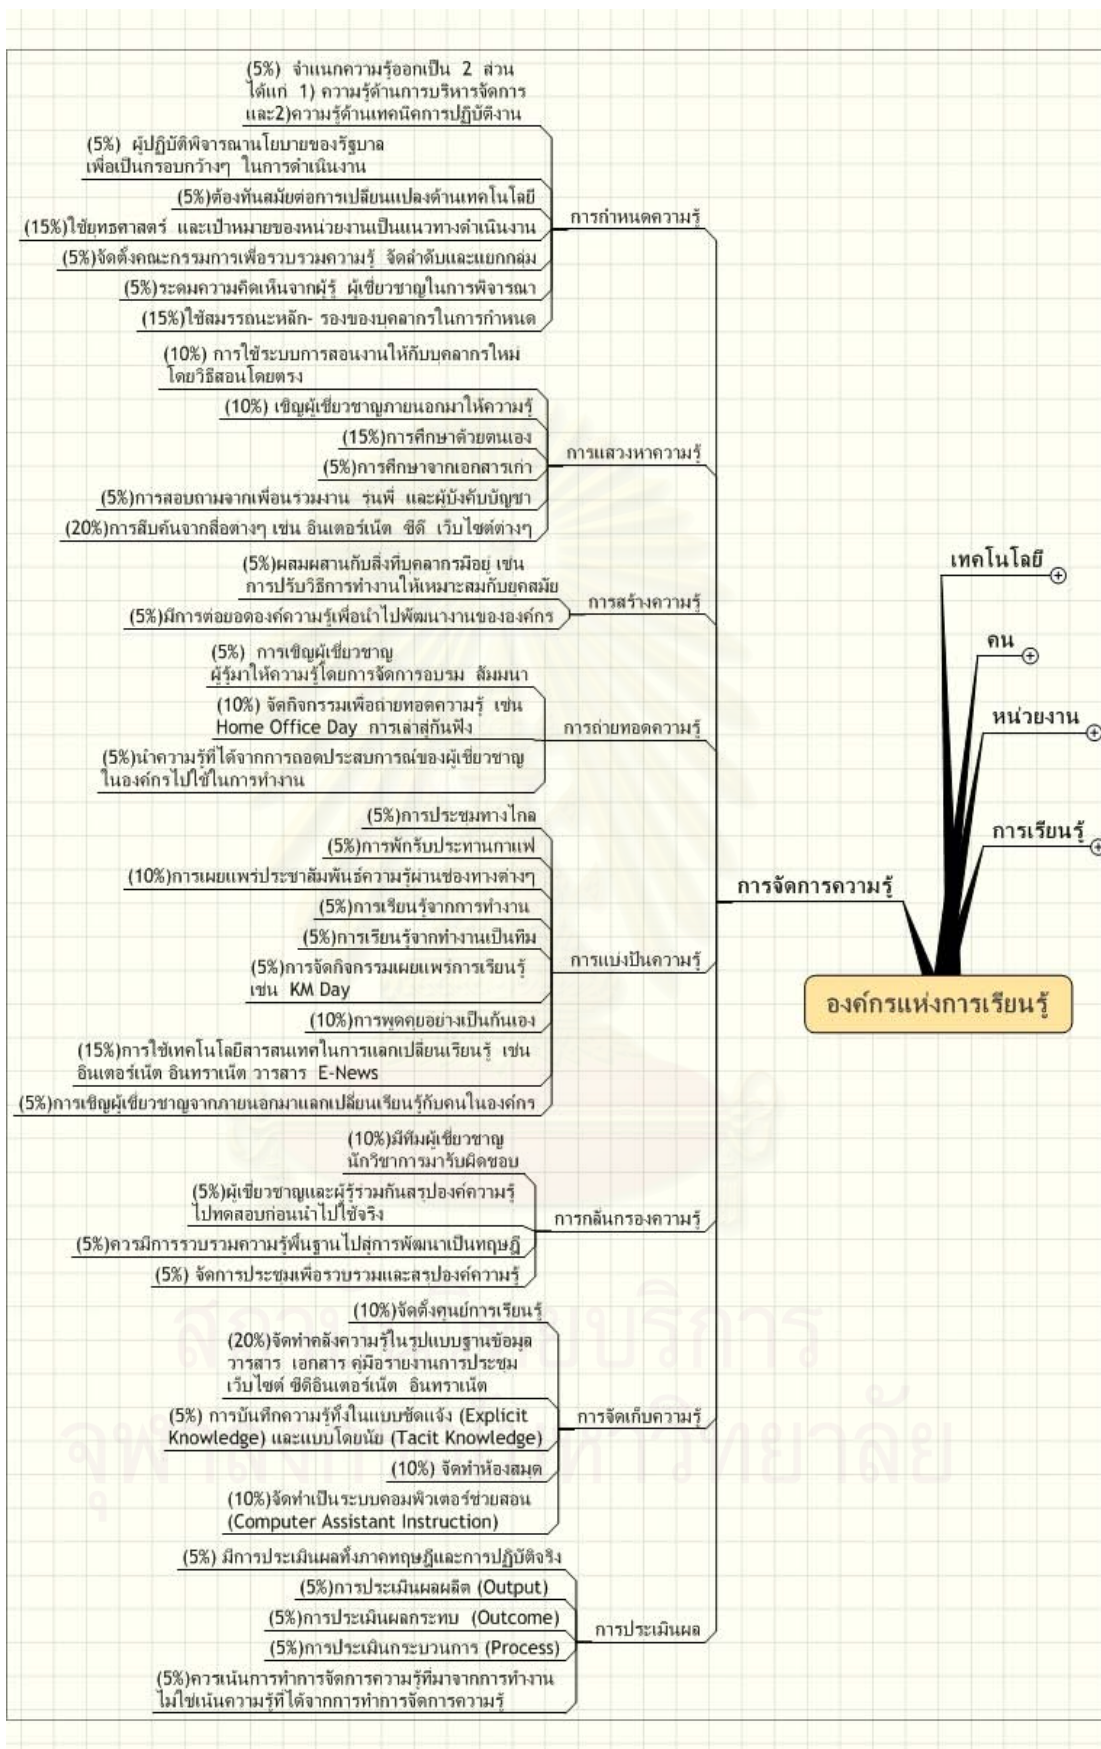 (5%) จำแนกความรู้ออกเป็น 2 ส่วน
ได้แก่ 1) ความรู้ด้านการบริหารจัดการ
และ2)ความรู้ด้านเทคนิคการปฏิบัติงาน
(5%) ผู้ปฏิบัติพิจารณานโยบายของรัฐบาล
เพื่อเป็นกรอบกว้างๆ ในการดำเนินงาน
(5%)ต้องทันสมัยต่อการเปลี่ยนแปลงด้านเทคโนโลยี
(15%)ใช้ยุทธศาสตร์ และเป้าหมายของหน่วยงานเป็นแนวทางดำเนินงาน
(5%)จัดตั้งคณะกรรมการเพื่อรวบรวมความรู้ จัดลำดับและแยกกลุ่ม
(5%)ระดมความคิดเห็นจากผู้รู้ ผู้เชี่ยวชาญในการพิจารณา
(15%)ใช้สมรรถนะหลัก- รองของบุคลากรในการกำหนด
การกำหนดความรู้
(10%) การใช้ระบบการสอนงานให้กับบุคลากรใหม่
โดยวิธีสอนโดยตรง
(10%) เชิญผู้เชี่ยวชาญภายนอกมาให้ความรู้
(15%)การศึกษาด้วยตนเอง
(5%)การศึกษาจากเอกสารเก่า
(5%)การสอบถามจากเพื่อนร่วมงาน รุ่นพี่ และผู้บังคับบัญชา
(20%)การสืบค้นจากสื่อต่างๆ เช่น อินเตอร์เน็ต ซีดี เว็บไซต์ต่างๆ
การแสวงหาความรู้
(5%)ผสมผสานกับสิ่งที่บุคลากรมีอยู่ เช่น
การปรับวิธีการทำงานให้เหมาะสมกับยุคสมัย
(5%)มีการต่อยอดองค์ความรู้เพื่อนำไปพัฒนางานขององค์กร
การสร้างความรู้
(5%) การเชิญผู้เชี่ยวชาญ
ผู้รู้มาให้ความรู้โดยการจัดการอบรม สัมมนา
(10%) จัดกิจกรรมเพื่อถ่ายทอดความรู้ เช่น
Home Office Day การเล่าสู่กันฟัง
(5%)นำความรู้ที่ได้จากการถอดประสบการณ์ของผู้เชี่ยวชาญ
ในองค์กรไปใช้ในการทำงาน
การถ่ายทอดความรู้
(5%)การประชุมทางไกล
(5%)การพักรับประทานกาแฟ
(10%)การเผยแพร่ประชาสัมพันธ์ความรู้ผ่านช่องทางต่างๆ
(5%)การเรียนรู้จากการทำงาน
(5%)การเรียนรู้จากทำงานเป็นทีม
(5%)การจัดกิจกรรมเผยแพร่การเรียนรู้
เช่น KM Day
(10%)การพูดคุยอย่างเป็นกันเอง
(15%)การใช้เทคโนโลยีสารสนเทศในการแลกเปลี่ยนเรียนรู้ เช่น
อินเตอร์เน็ต อินทราเน็ต วารสาร E-News
(5%)การเชิญผู้เชี่ยวชาญจากภายนอกมาแลกเปลี่ยนเรียนรู้กับคนในองค์กร
การแบ่งปันความรู้
(10%)มีทีมผู้เชี่ยวชาญ
นักวิชาการมารับผิดชอบ
(5%)ผู้เชี่ยวชาญและผู้รู้ร่วมกันสรุปองค์ความรู้
ไปทดสอบก่อนนำไปใช้จริง
(5%)ควรมีการรวบรวมความรู้พื้นฐานไปสู่การพัฒนาเป็นทฤษฎี
(5%) จัดการประชุมเพื่อรวบรวมและสรุปองค์ความรู้
การกลั่นกรองความรู้
(10%)จัดตั้งศูนย์การเรียนรู้
(20%)จัดทำคลังความรู้ในรูปแบบฐานข้อมูล
วารสาร เอกสาร คู่มือรายงานการประชุม
เว็บไซต์ ซีดีอินเตอร์เน็ต อินทราเน็ต
(5%) การบันทึกความรู้ทั้งในแบบชัดแจ้ง (Explicit
Knowledge) และแบบโดยนัย (Tacit Knowledge)
(10%) จัดทำห้องสมุด
(10%)จัดทำเป็นระบบคอมพิวเตอร์ช่วยสอน
(Computer Assistant Instruction)
การจัดเก็บความรู้
(5%) มีการประเมินผลทั้งภาคทฤษฎีและการปฏิบัติจริง
(5%)การประเมินผลผลิต (Output)
(5%)การประเมินผลกระทบ (Outcome)
(5%)การประเมินกระบวนการ (Process)
(5%)ควรเน้นการทำการจัดการความรู้ที่มาจากการทำงาน
ไม่ใช่เน้นความรู้ที่ได้จากการทำการจัดการความรู้
การประเมินผล
เทคโนโลยี
คน
หน่วยงาน
การเรียนรู้
การจัดการความรู้
องค์กรแห่งการเรียนรู้
สถาบันวิทยบริการ
จุฬาลงกรณ์มหาวิทยาลัย